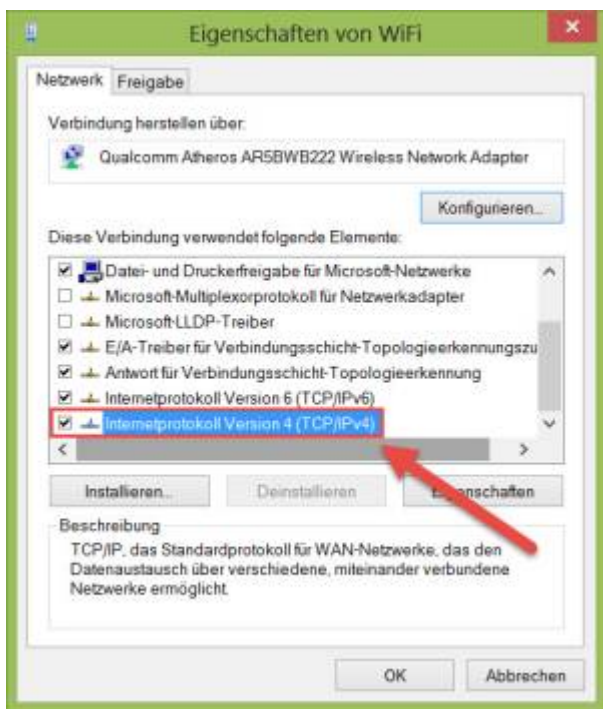 Eigenschaften von WiFi
Netzwerk Freigabe
Verbindung herstellen über:
Qualcomm Atheros AR5BWB222 Wireless Network Adapter
Konfigurieren...
Diese Verbindung verwendet folgende Elemente:
Datei- und Druckerfreigabe für Microsoft-Netzwerke
Microsoft-Multiplexorprotokoll für Netzwerkadapter
Microsoft-LLDP-Treiber
E/A-Treiber für Verbindungsschicht-Topologieerkennungszu
Antwort für Verbindungsschicht-Topologieerkennung
Internetprotokoll Version 6 (TCP/IPv6)
Internetprotokoll Version 4 (TCP/IPv4)
Installieren... Deinstallieren Eigenschaften
Beschreibung
TCP/IP, das Standardprotokoll für WAN-Netzwerke, das den
Datenaustausch über verschiedene, miteinander verbundene
Netzwerke ermöglicht.
OK Abbrechen